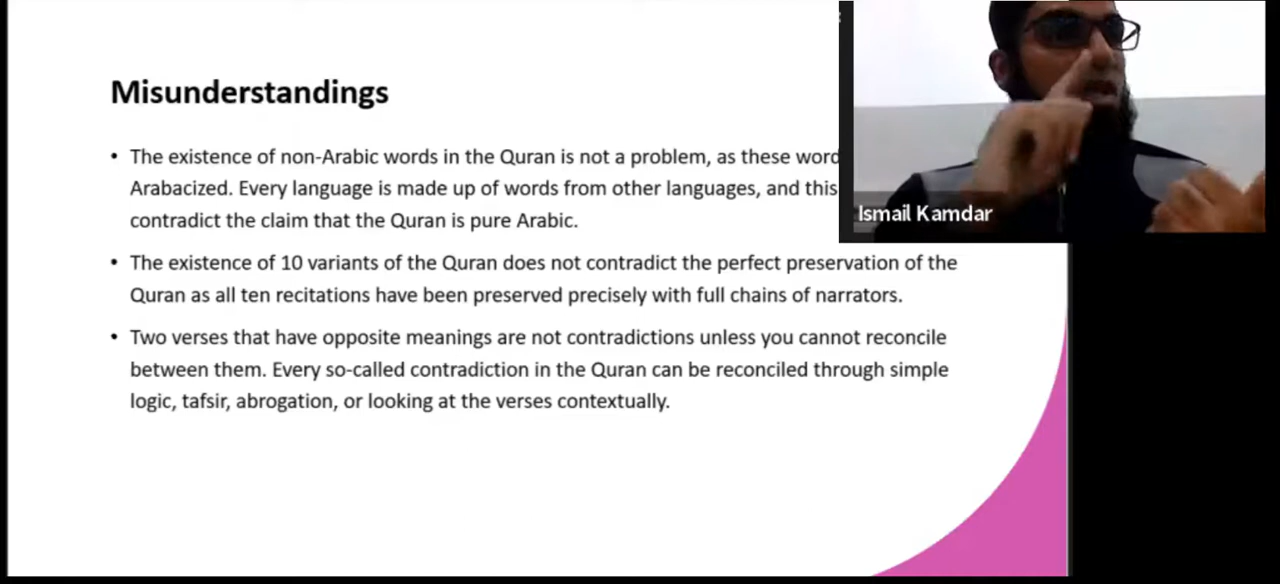 Misunderstandings
• The existence of non-Arabic words in the Quran is not a problem, as these word
Arabacized. Every language is made up of words from other languages, and this
contradict the claim that the Quran is pure Arabic.
• The existence of 10 variants of the Quran does not contradict the perfect preservation of the
Quran as all ten recitations have been preserved precisely with full chains of narrators.
• Two verses that have opposite meanings are not contradictions unless you cannot reconcile
between them. Every so-called contradiction in the Quran can be reconciled through simple
logic, tafsir, abrogation, or looking at the verses contextually.
Ismail Kamdar